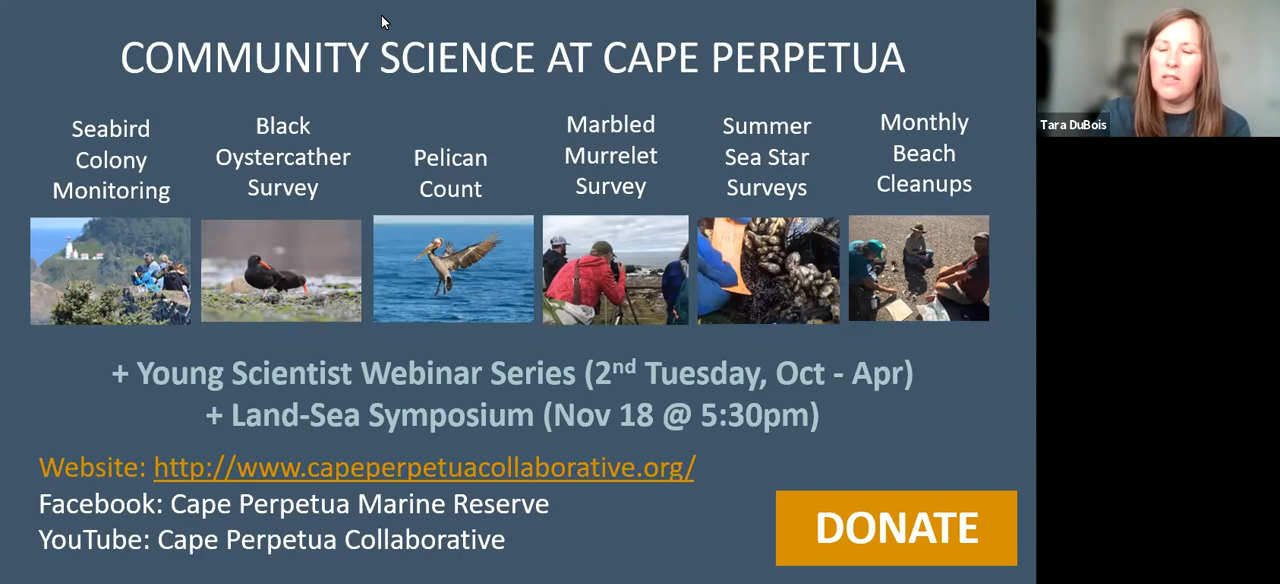 COMMUNITY SCIENCE AT CAPE PERPETUA
Seabird
Colony
Monitoring
Black
Oystercather
Survey
Pelican
Count
Marbled
Murrelet
Survey
Summer
Sea Star
Surveys
Monthly
Beach
Cleanups
Tara DuBois
+ Young Scientist Webinar Series (2nd Tuesday, Oct - Apr)
+ Land-Sea Symposium (Nov 18 @ 5:30pm)
Website: http://www.capeperpetuacollaborative.org/
Facebook: Cape Perpetua Marine Reserve
YouTube: Cape Perpetua Collaborative
DONATE